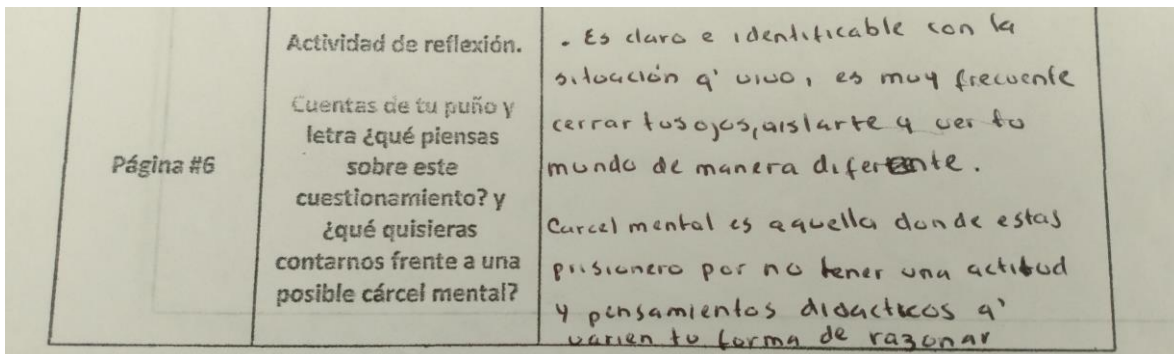 Página #6
Actividad de reflexión.
Cuentas de tu puño y
letra ¿qué piensas
sobre este
cuestionamiento? y
¿qué quisieras
contarnos frente a una
posible cárcel mental?
. Es claro e identificable con la
situación q' vivo, es muy frecuente
cerrar tus ojos, aislarte y ver tu
mundo de manera diferente.
Carcel mental es aquella donde estas
prisionero por no tener una actitud
y pensamientos didacticos q'
varien tu forma de razonar